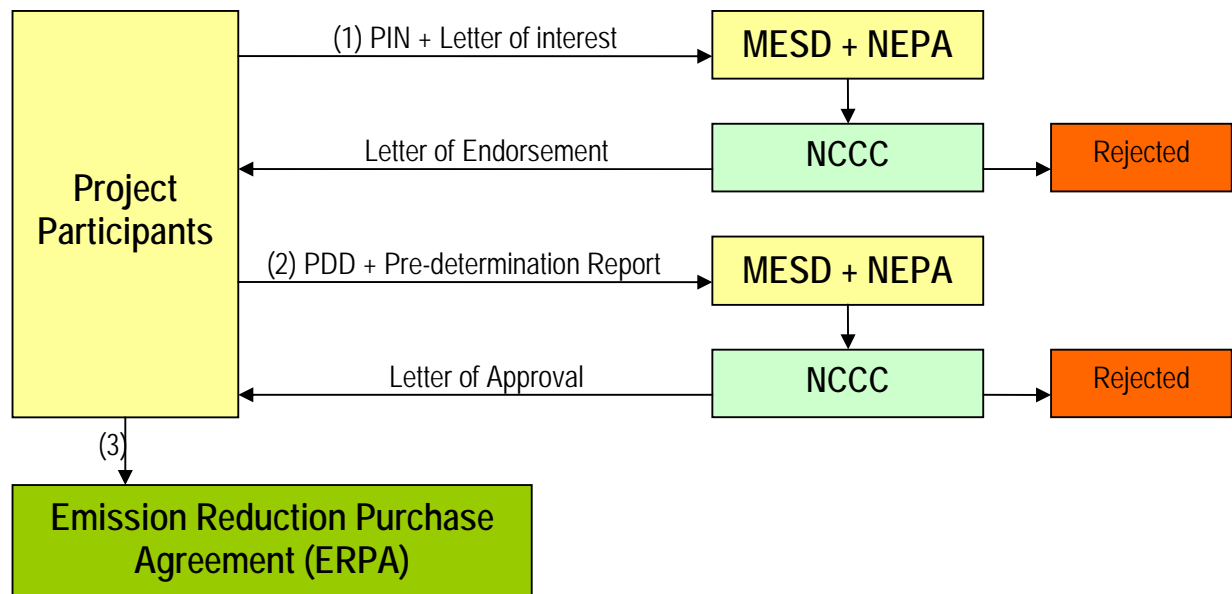 (1) PIN + Letter of interest
MESD + NEPA
Letter of Endorsement
NCCC
Rejected
Project
Participants
(2) PDD + Pre-determination Report
MESD + NEPA
Letter of Approval
NCCC
Rejected
(3)
Emission Reduction Purchase
Agreement (ERPA)